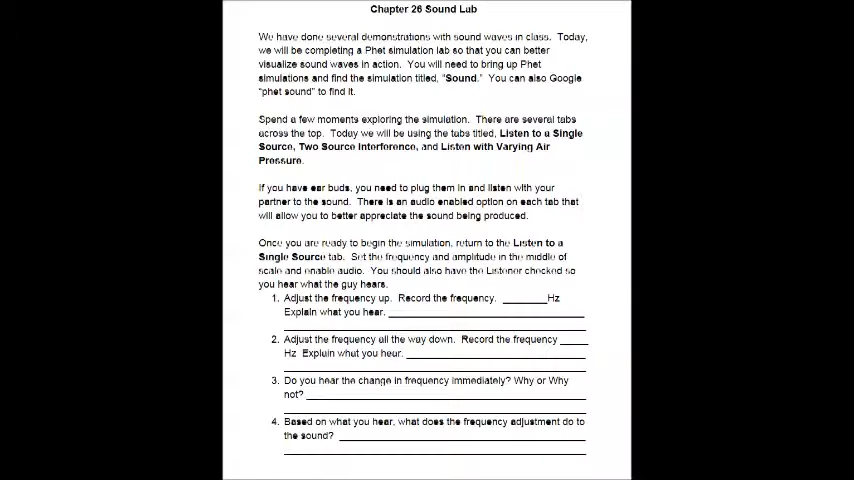 Chapter 26 Sound Lab
We have done several demonstrations with sound waves in class. Today,
we will be completing a Phet simulation lab so that you can better
visualize sound waves in action. You will need to bring up Phet
simulations and find the simulation titled, "Sound." You can also Google
"phet sound" to find it.
Spend a few moments exploring the simulation. There are several tabs
across the top. Today we will be using the tabs titled, Listen to a Single
Source, Two Source Interference, and Listen with Varying Air
Pressure.
If you have ear buds, you need to plug them in and listen with your
partner to the sound. There is an audio enabled option on each tab that
will allow you to better appreciate the sound being produced.
Once you are ready to begin the simulation, return to the Listen to a
Single Source tab. Set the frequency and amplitude in the middle of
scale and enable audio. You should also have the Listener checked so
you hear what the guy hears.
1. Adjust the frequency up. Record the frequency. ________Hz
Explain what you hear. ____________________________________
2. Adjust the frequency all the way down. Record the frequency _____
Hz Explain what you hear. _________________________________
3. Do you hear the change in frequency immediately? Why or Why
not? ___________________________________________________
4. Based on what you hear, what does the frequency adjustment do to
the sound? _____________________________________________